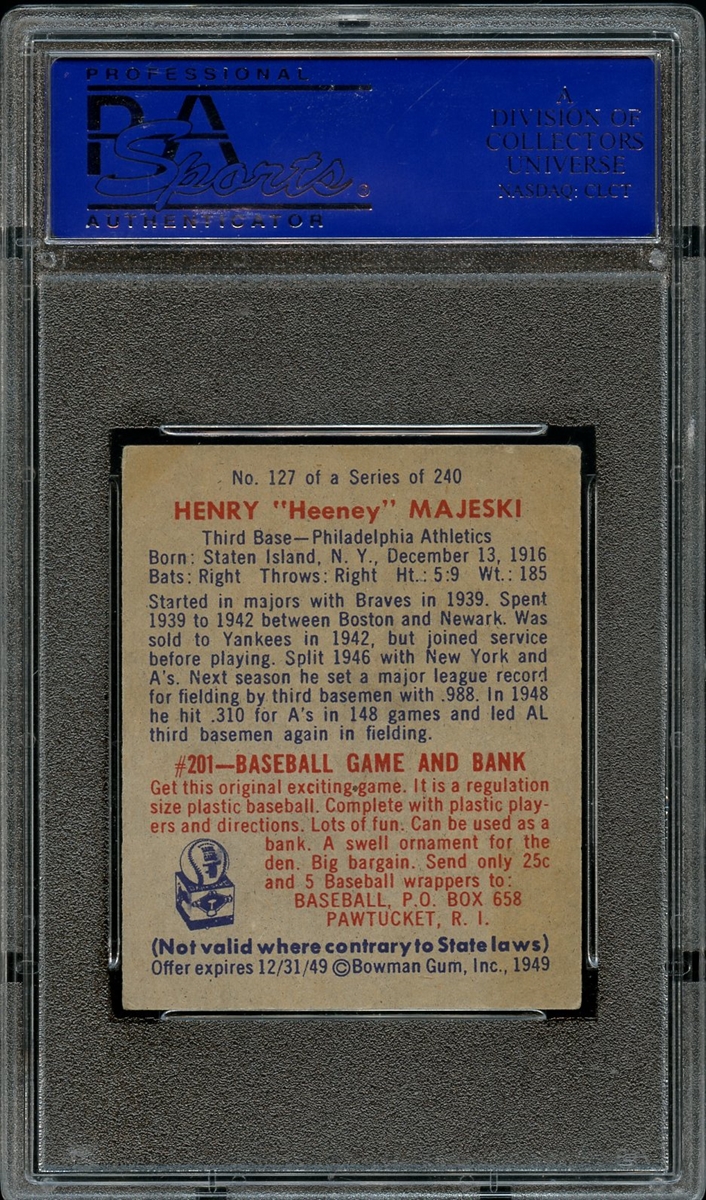 PROFESSIONAL
PSA
Sports
AUTHENTICATOR
A
DIVISION OF
COLLECTORS
UNIVERSE
NASDAQ: CLCT
No. 127 of a Series of 240
HENRY "Heeney" MAJESKI
Third Base—Philadelphia Athletics
Born: Staten Island, N. Y., December 13, 1916
Bats: Right Throws: Right Ht.: 5:9 Wt.: 185
Started in majors with Braves in 1939. Spent
1939 to 1942 between Boston and Newark. Was
sold to Yankees in 1942, but joined service
before playing. Split 1946 with New York and
A's. Next season he set a major league record
for fielding by third basemen with .988. In 1948
he hit .310 for A's in 148 games and led AL
third basemen again in fielding.
#201—BASEBALL GAME AND BANK
Get this original exciting game. It is a regulation
size plastic baseball. Complete with plastic play-
ers and directions. Lots of fun. Can be used as a
bank. A swell ornament for the
den. Big bargain. Send only 25c
and 5 Baseball wrappers to:
BASEBALL, P.O. BOX 658
PAWTUCKET, R. I.
(Not valid where contrary to State laws)
Offer expires 12/31/49 ©Bowman Gum, Inc., 1949